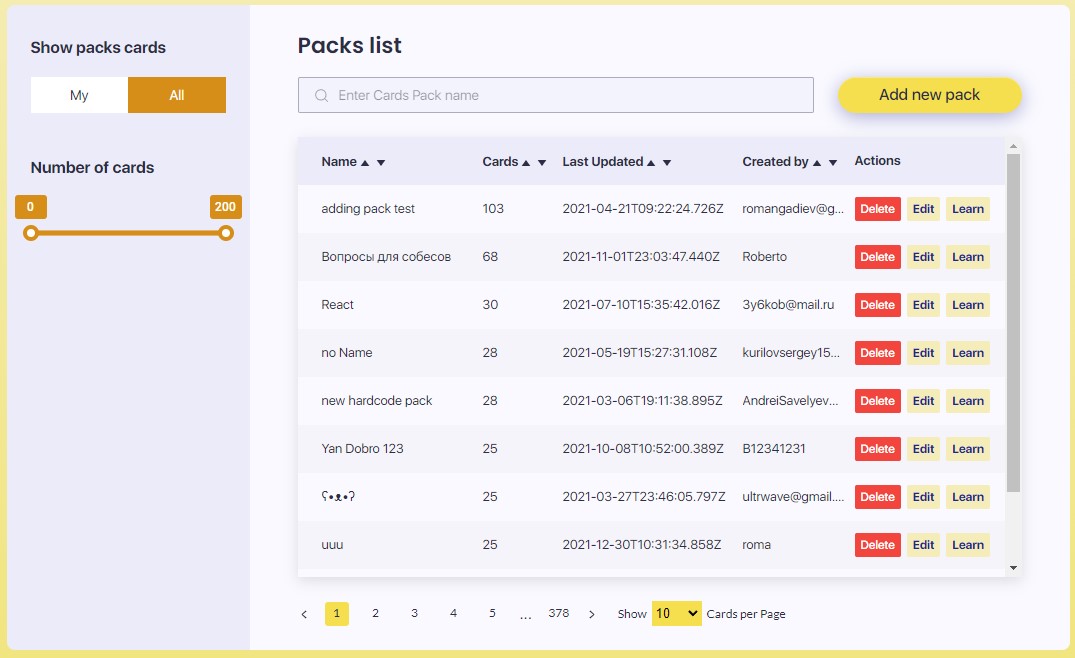 Show packs cards
My All
Number of cards
0 200
Packs list
Enter Cards Pack name
Add new pack
Name ▲ ▼ Cards ▲ ▼ Last Updated ▲ ▼ Created by ▲ ▼ Actions
adding pack test 103 2021-04-21T09:22:24.726Z romangadiev@g... Delete Edit Learn
Вопросы для собесов 68 2021-11-01T23:03:47.440Z Roberto Delete Edit Learn
React 30 2021-07-10T15:35:42.016Z 3y6kob@mail.ru Delete Edit Learn
no Name 28 2021-05-19T15:27:31.108Z kurilovsergey15... Delete Edit Learn
new hardcode pack 28 2021-03-06T19:11:38.895Z AndreiSavelyev... Delete Edit Learn
Yan Dobro 123 25 2021-10-08T10:52:00.389Z B12341231 Delete Edit Learn
ʕ•ᴥ•ʔ 25 2021-03-27T23:46:05.797Z ultrwave@gmail.... Delete Edit Learn
uuu 25 2021-12-30T10:31:34.858Z roma Delete Edit Learn
< 1 2 3 4 5 ... 378 > Show 10 Cards per Page